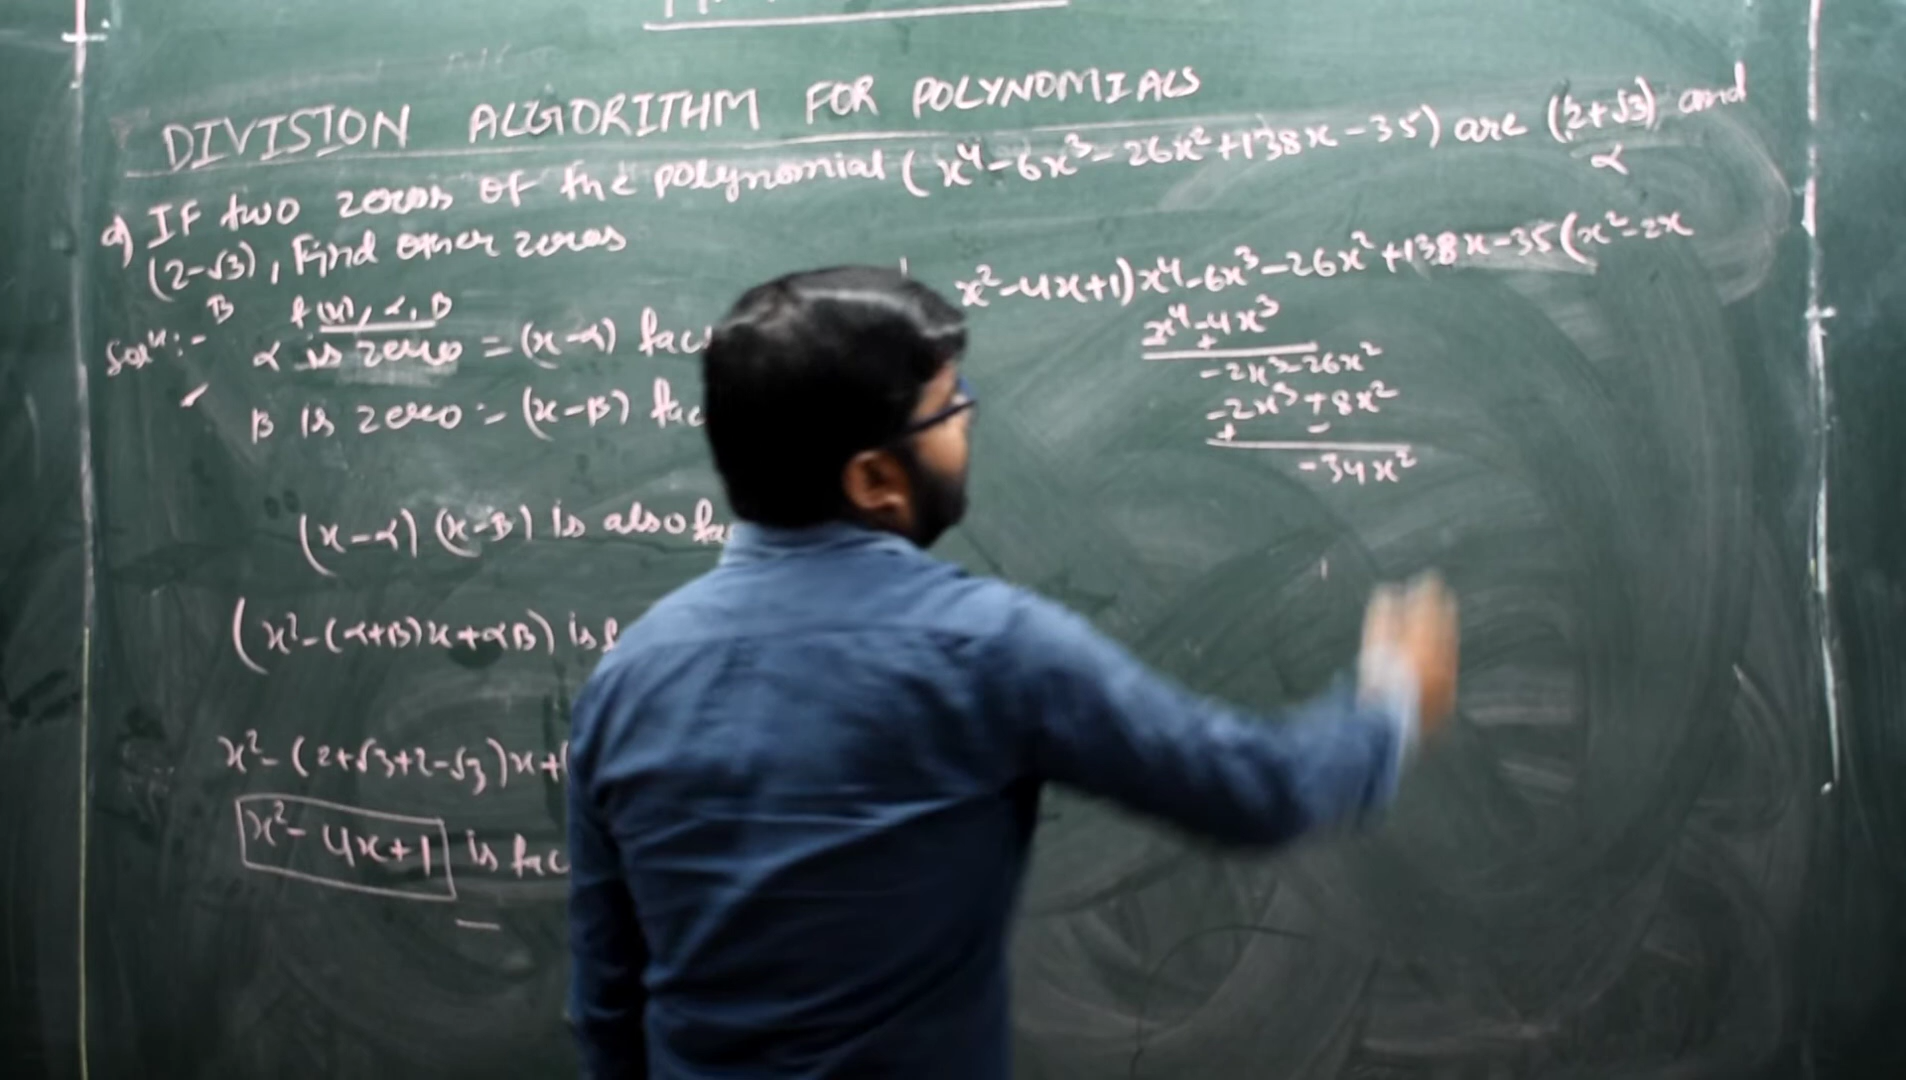 DIVISION ALGORITHM FOR POLYNOMIALS
Q) IF two zeros of the polynomial (x⁴-6x³-26x²+138x-35) are (2+√3) and
α
(2-√3), Find other zeros
β
Solⁿ:- f(x), α, β
α is zero = (x-α) fac
β is zero - (x-β) fac
(x-α) (x-β) is also fa
(x²-(α+β)x+αβ) is f
x²-(2+√3+2-√3)x+(
x²-4x+1 is fac
x²-4x+1)x⁴-6x³-26x²+138x-35(x²-2x
x⁴-4x³
- +
-2x³-26x²
-2x³+8x²
+ -
-34x²